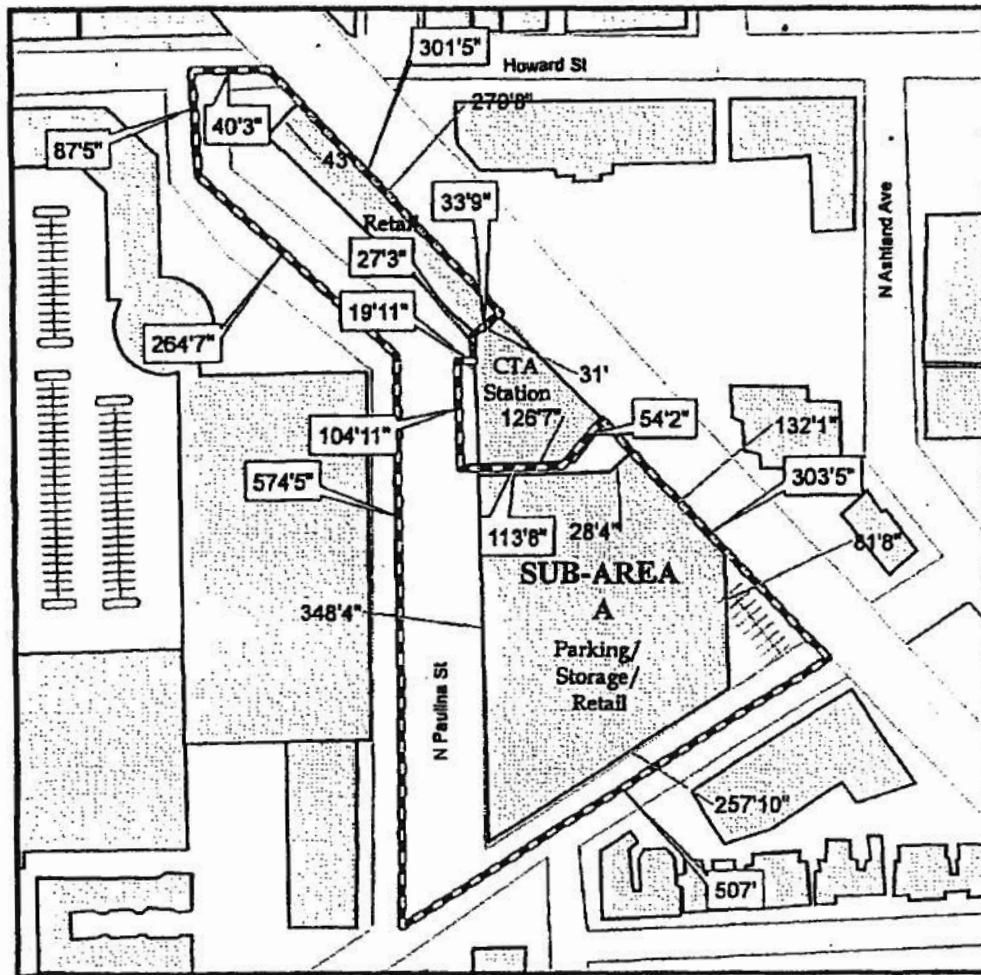 301'5"
Howard St
279'8"
40'3"
87'5"
43'
33'9"
Retail
27'3"
19'11"
264'7"
N Ashland Ave
31'
CTA
Station
126'7"
54'2"
132'1"
104'11"
303'5"
574'5"
113'8"
28'4"
81'8"
SUB-AREA
A
348'4"
Parking/
Storage/
Retail
N Paulina St
257'10"
507'